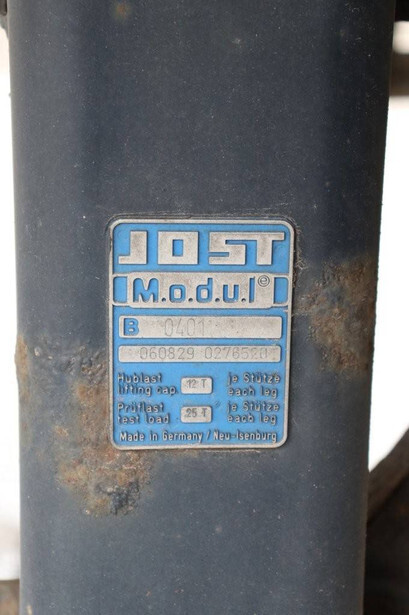 JOST
M.o.d.u.l ©
B 0401
060829 0276520
Hublast 12 T je Stütze
lifting cap. each leg
Prüflast 25 T je Stütze
test load each leg
Made in Germany / Neu-Isenburg